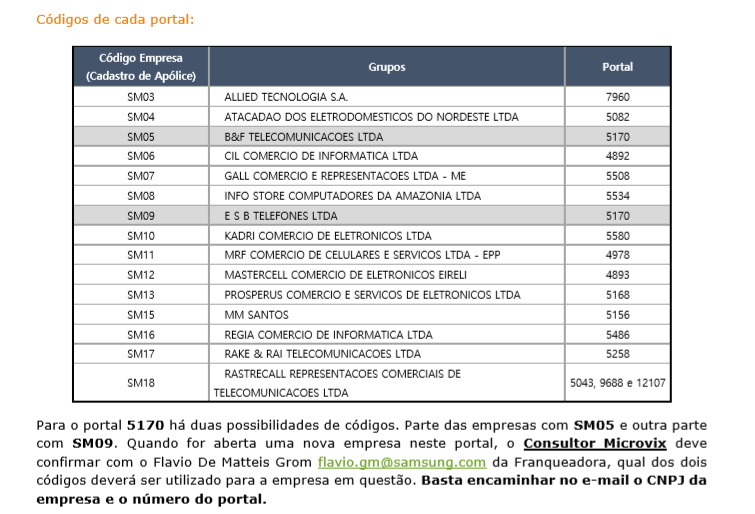 Códigos de cada portal:
Código Empresa
(Cadastro de Apólice) Grupos Portal
SM03 ALLIED TECNOLOGIA S.A. 7960
SM04 ATACADAO DOS ELETRODOMESTICOS DO NORDESTE LTDA 5082
SM05 B&F TELECOMUNICACOES LTDA 5170
SM06 CIL COMERCIO DE INFORMATICA LTDA 4892
SM07 GALL COMERCIO E REPRESENTACOES LTDA - ME 5508
SM08 INFO STORE COMPUTADORES DA AMAZONIA LTDA 5534
SM09 E S B TELEFONES LTDA 5170
SM10 KADRI COMERCIO DE ELETRONICOS LTDA 5580
SM11 MRF COMERCIO DE CELULARES E SERVICOS LTDA - EPP 4978
SM12 MASTERCELL COMERCIO DE ELETRONICOS EIRELI 4893
SM13 PROSPERUS COMERCIO E SERVICOS DE ELETRONICOS LTDA 5168
SM15 MM SANTOS 5156
SM16 REGIA COMERCIO DE INFORMATICA LTDA 5486
SM17 RAKE & RAI TELECOMUNICACOES LTDA 5258
SM18 RASTRECALL REPRESENTACOES COMERCIAIS DE
TELECOMUNICACOES LTDA 5043, 9688 e 12107
Para o portal 5170 há duas possibilidades de códigos. Parte das empresas com SM05 e outra parte
com SM09. Quando for aberta uma nova empresa neste portal, o Consultor Microvix deve
confirmar com o Flavio De Matteis Grom flavio.gm@samsung.com da Franqueadora, qual dos dois
códigos deverá ser utilizado para a empresa em questão. Basta encaminhar no e-mail o CNPJ da
empresa e o número do portal.